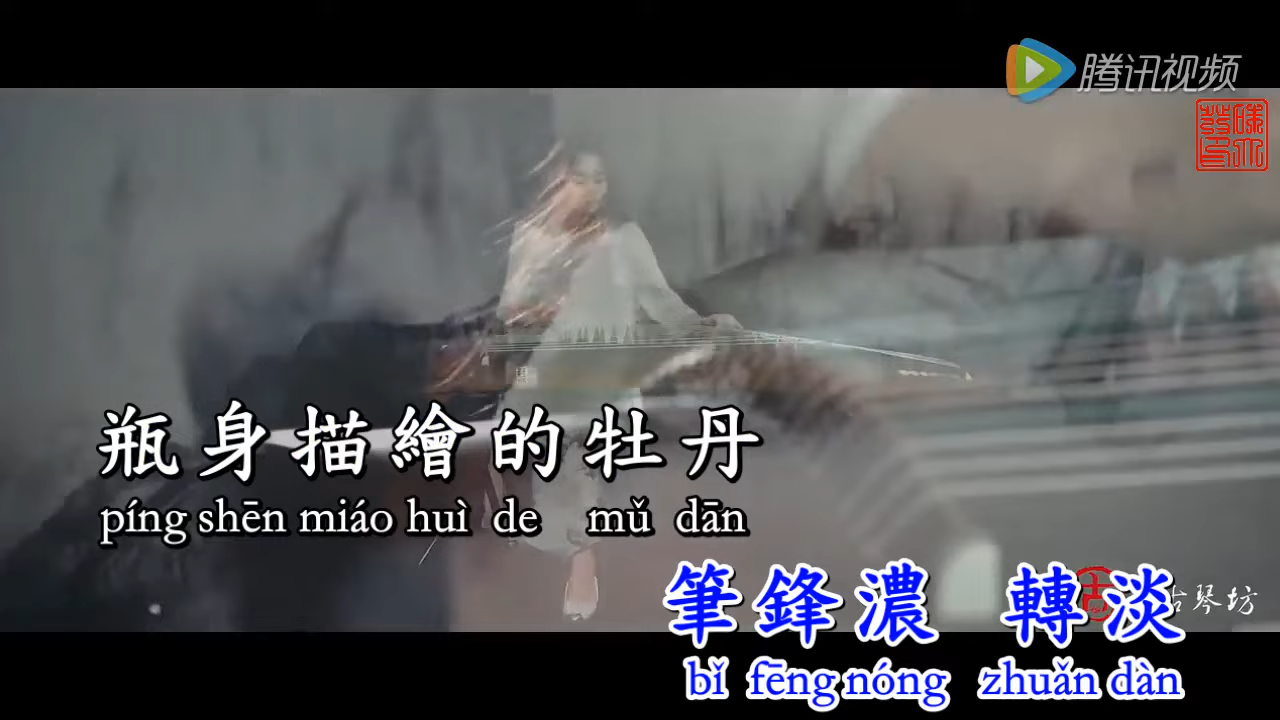 腾讯视频
瓶身描繪的牡丹
píng shēn miáo huì de mǔ dān
筆鋒濃 轉淡
bǐ fēng nóng zhuǎn dàn
古琴坊